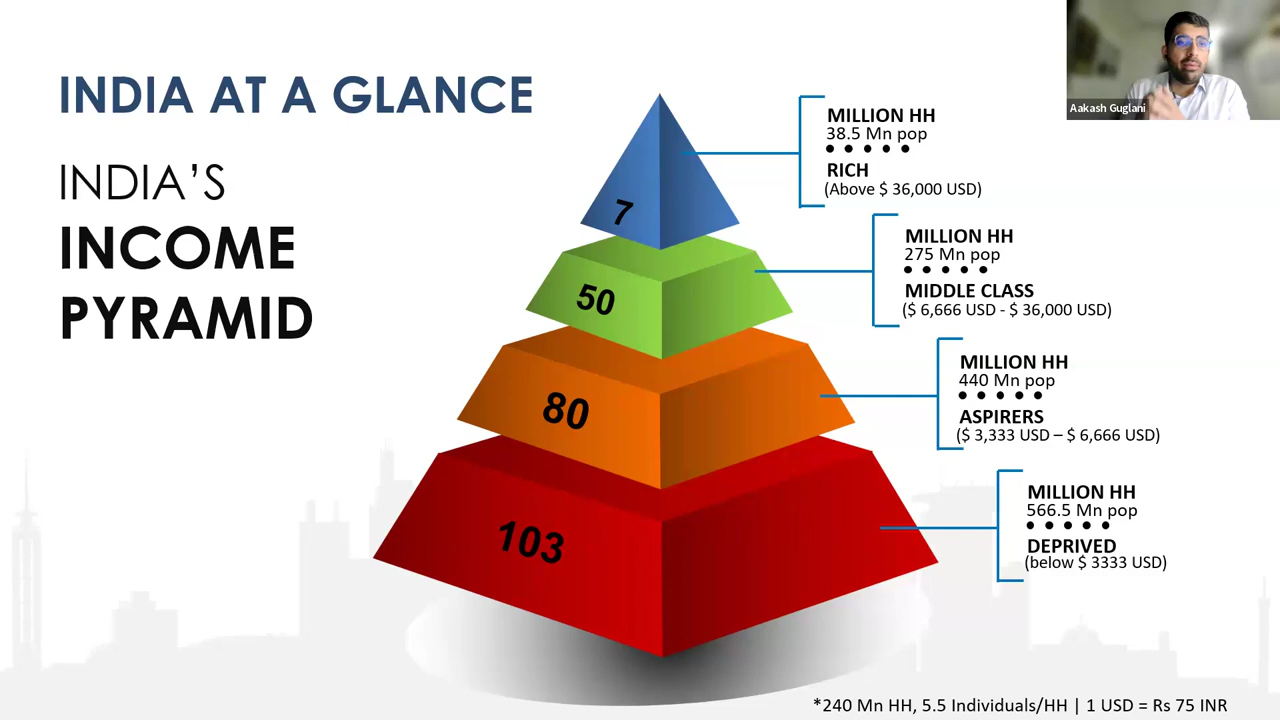 INDIA AT A GLANCE
INDIA'S
INCOME
PYRAMID
7
MILLION HH
38.5 Mn pop
RICH
(Above $ 36,000 USD)
50
MILLION HH
275 Mn pop
MIDDLE CLASS
($ 6,666 USD - $ 36,000 USD)
80
MILLION HH
440 Mn pop
ASPIRERS
($ 3,333 USD – $ 6,666 USD)
103
MILLION HH
566.5 Mn pop
DEPRIVED
(below $ 3333 USD)
*240 Mn HH, 5.5 Individuals/HH | 1 USD = Rs 75 INR
Aakash Guglani